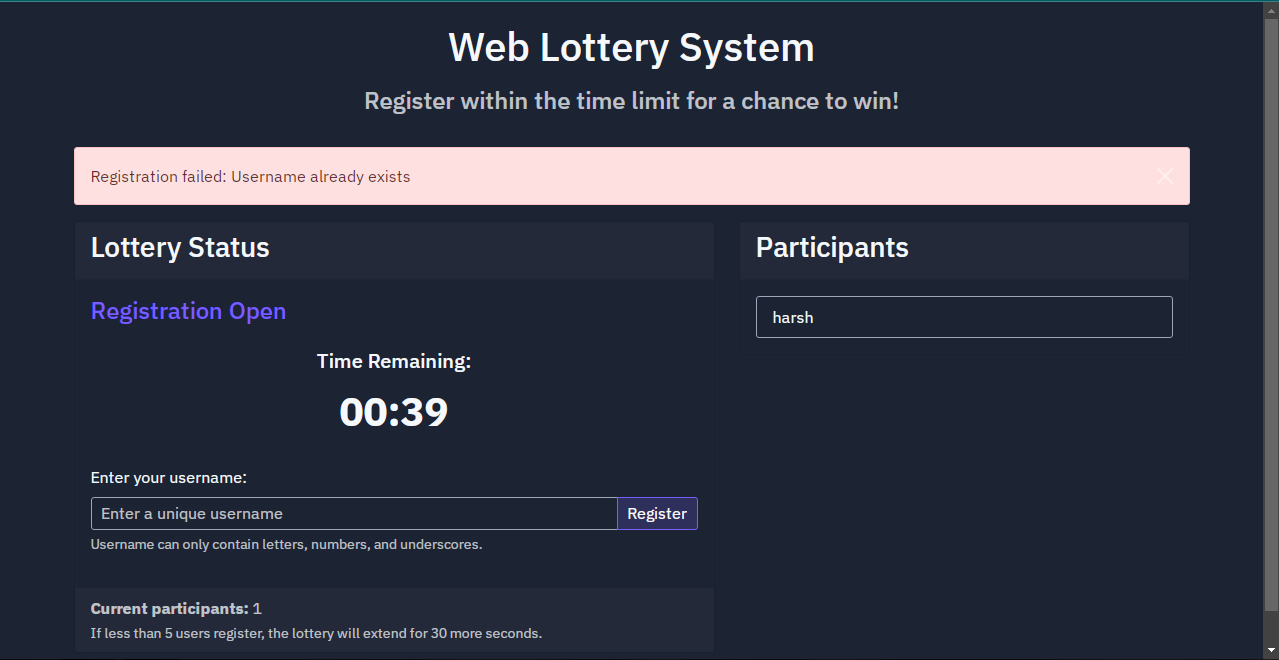 Web Lottery System
Register within the time limit for a chance to win!
Registration failed: Username already exists
Lottery Status
Registration Open
Time Remaining:
00:39
Enter your username:
Enter a unique username
Register
Username can only contain letters, numbers, and underscores.
Current participants: 1
If less than 5 users register, the lottery will extend for 30 more seconds.
Participants
harsh